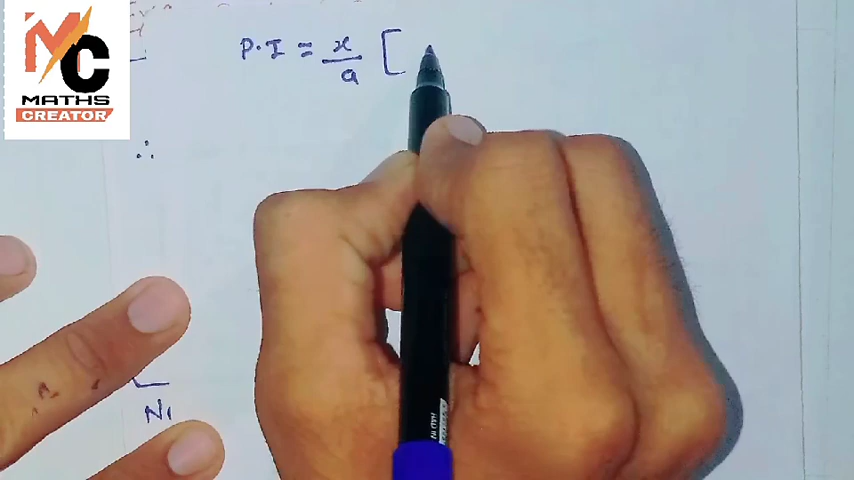 MC
MATHS
CREATOR
P.I = x/a [
∴
N₁